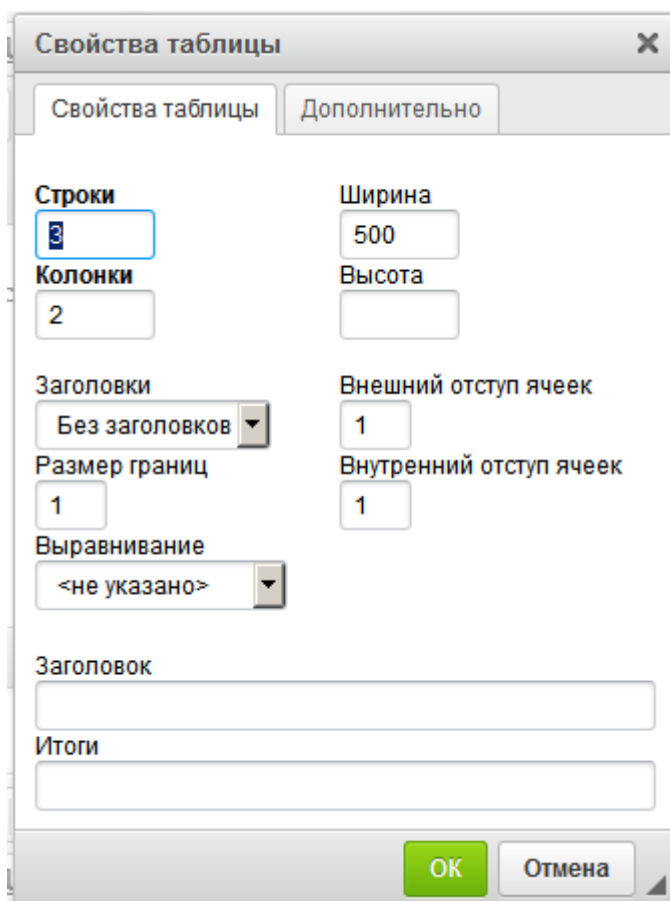 Свойства таблицы
Свойства таблицы Дополнительно
Строки Ширина
3 500
Колонки Высота
2
Заголовки Внешний отступ ячеек
Без заголовков 1
Размер границ Внутренний отступ ячеек
1 1
Выравнивание
<не указано>
Заголовок
Итоги
ОК Отмена